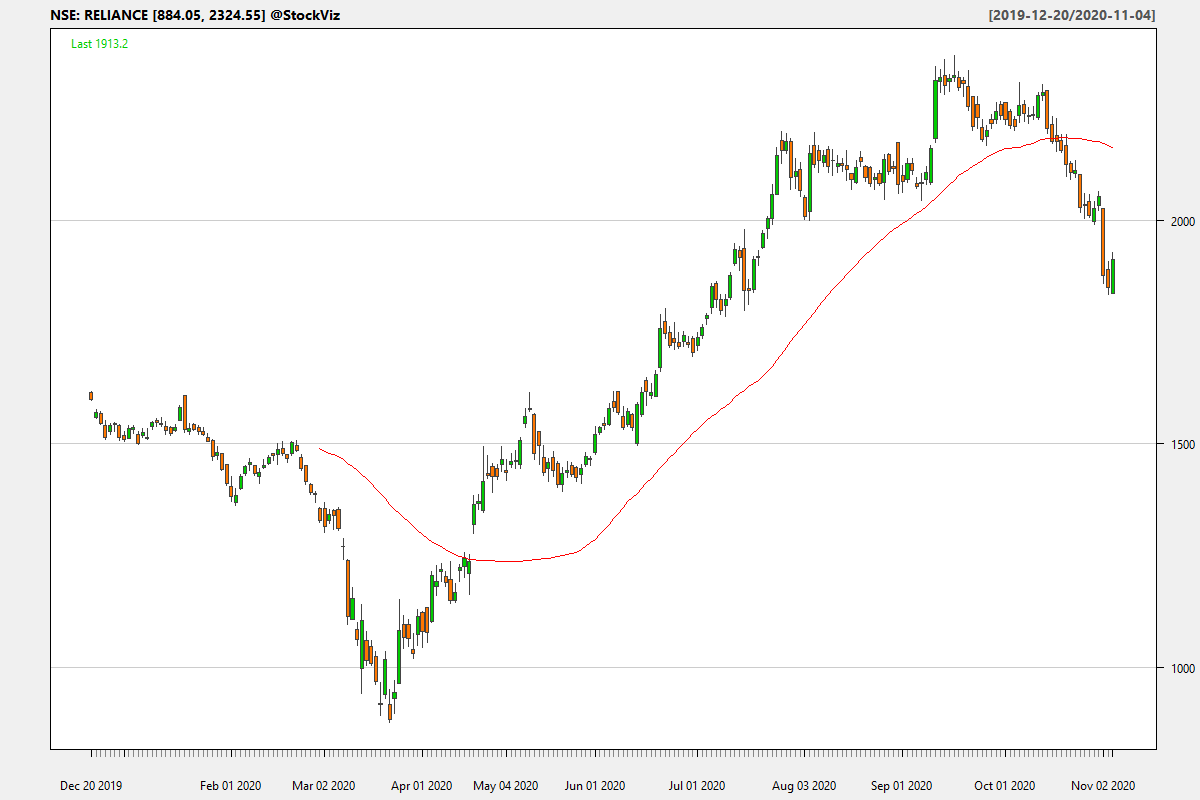 NSE: RELIANCE [884.05, 2324.55] @StockViz [2019-12-20/2020-11-04]
Last 1913.2
2000
1500
1000
Dec 20 2019 Feb 01 2020 Mar 02 2020 Apr 01 2020 May 04 2020 Jun 01 2020 Jul 01 2020 Aug 03 2020 Sep 01 2020 Oct 01 2020 Nov 02 2020